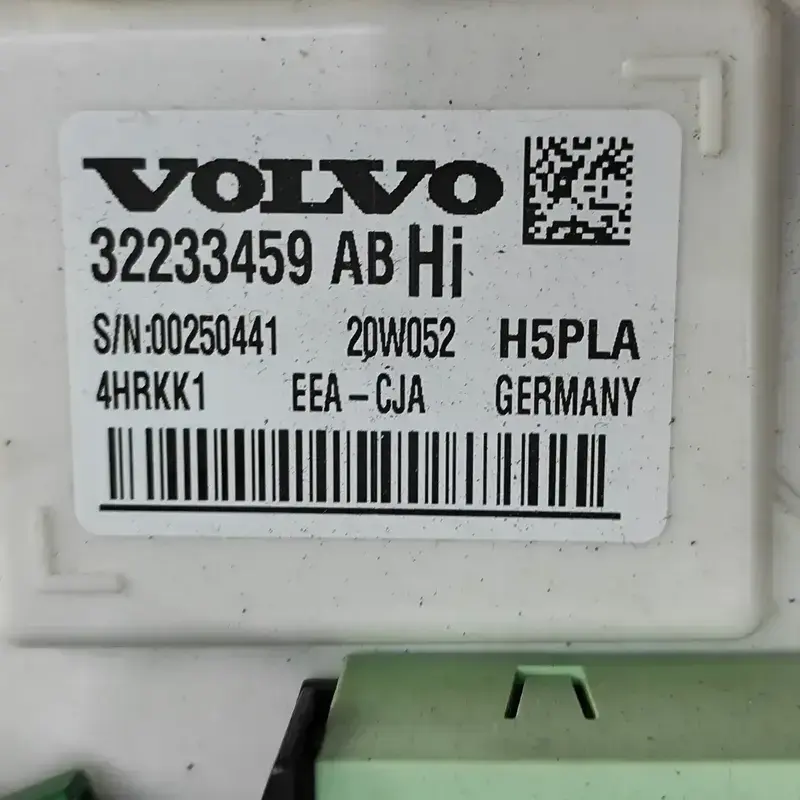 VOLVO
32233459 AB Hi
S/N:00250441 20W052 H5PLA
4HRKK1 EEA-CJA GERMANY